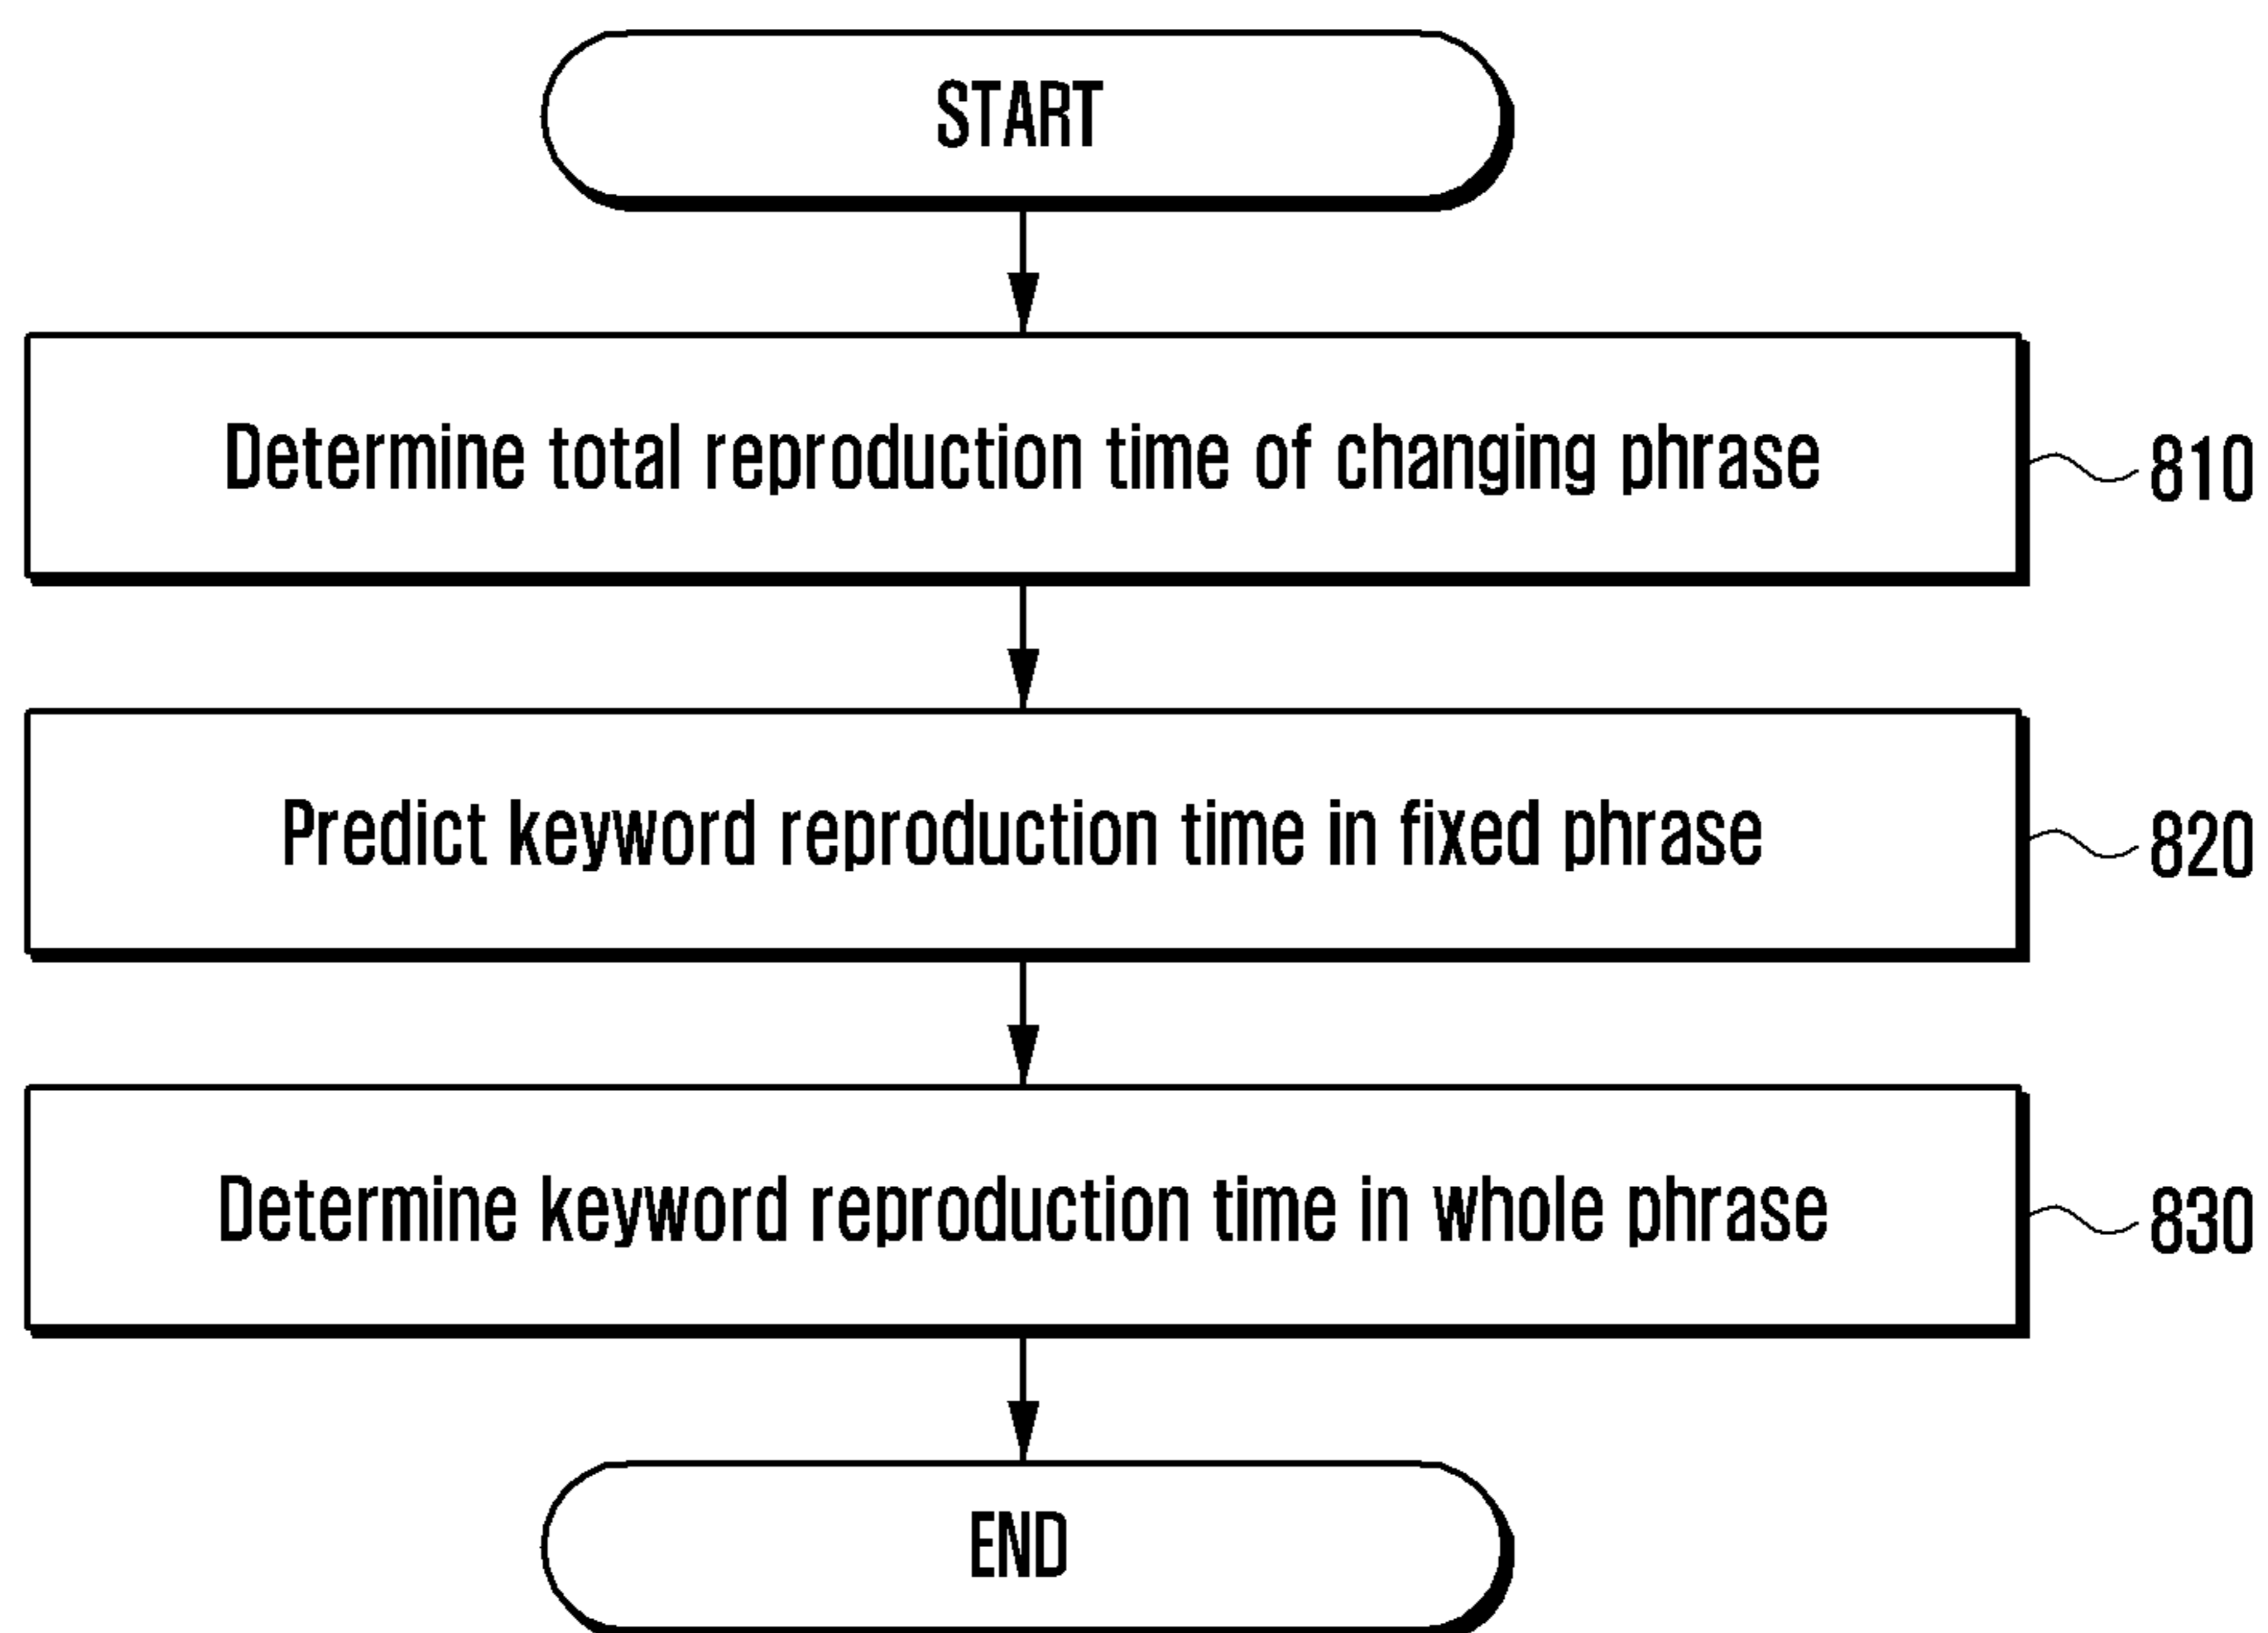 START
Determine total reproduction time of changing phrase
810
Predict keyword reproduction time in fixed phrase
820
Determine keyword reproduction time in whole phrase
830
END